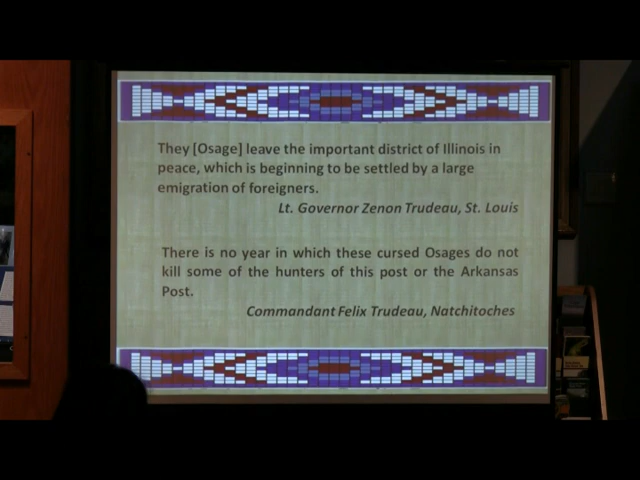 They [Osage] leave the important district of Illinois in
peace, which is beginning to be settled by a large
emigration of foreigners.
Lt. Governor Zenon Trudeau, St. Louis
There is no year in which these cursed Osages do not
kill some of the hunters of this post or the Arkansas
Post.
Commandant Felix Trudeau, Natchitoches